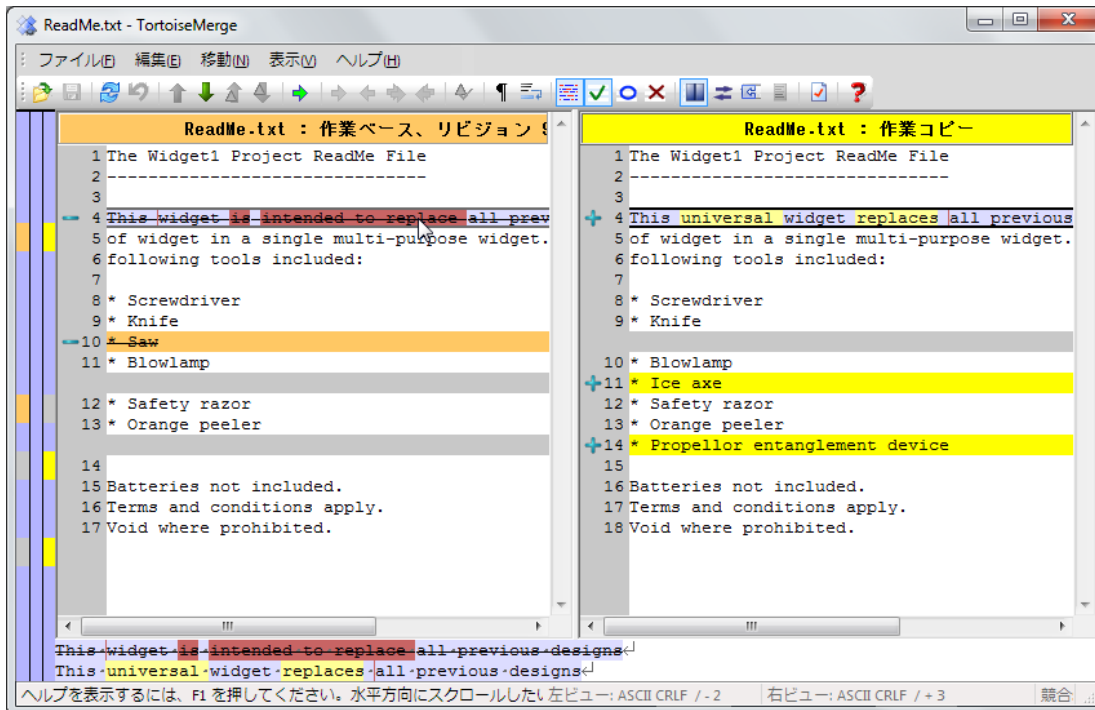 ReadMe.txt - TortoiseMerge
ファイル(F) 編集(E) 移動(N) 表示(V) ヘルプ(H)
ReadMe.txt : 作業ベース、リビジョン
1 The Widget1 Project ReadMe File
2 -------------------------------
3
4 This widget is intended to replace all prev
5 of widget in a single multi-purpose widget.
6 following tools included:
7
8 * Screwdriver
9 * Knife
10 * Saw
11 * Blowlamp
12 * Safety razor
13 * Orange peeler
14
15 Batteries not included.
16 Terms and conditions apply.
17 Void where prohibited.
ReadMe.txt : 作業コピー
1 The Widget1 Project ReadMe File
2 -------------------------------
3
4 This universal widget replaces all previous
5 of widget in a single multi-purpose widget.
6 following tools included:
7
8 * Screwdriver
9 * Knife
10 * Blowlamp
11 * Ice axe
12 * Safety razor
13 * Orange peeler
14 * Propellor entanglement device
15
16 Batteries not included.
17 Terms and conditions apply.
18 Void where prohibited.
This widget is intended to replace all previous designs
This universal widget replaces all previous designs
ヘルプを表示するには、F1 を押してください。水平方向にスクロールしたい 左ビュー: ASCII CRLF / - 2 右ビュー: ASCII CRLF / + 3 競合